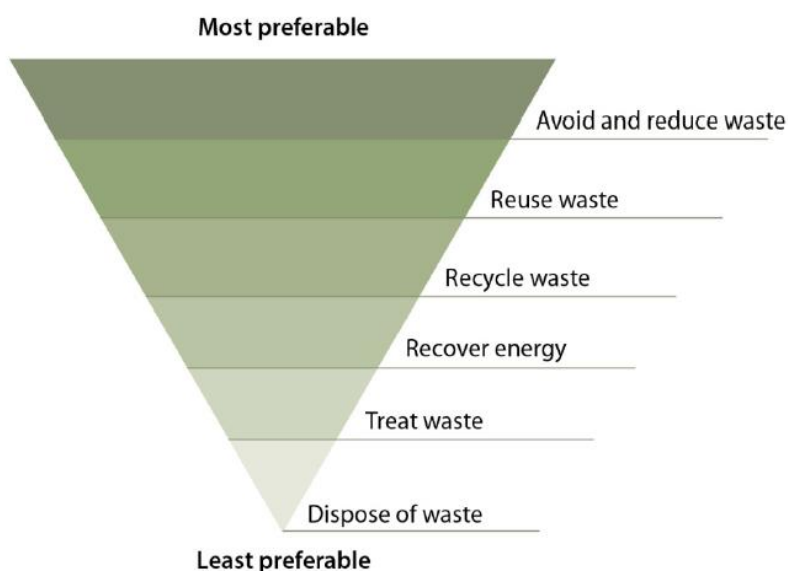 Most preferable
Avoid and reduce waste
Reuse waste
Recycle waste
Recover energy
Treat waste
Dispose of waste
Least preferable